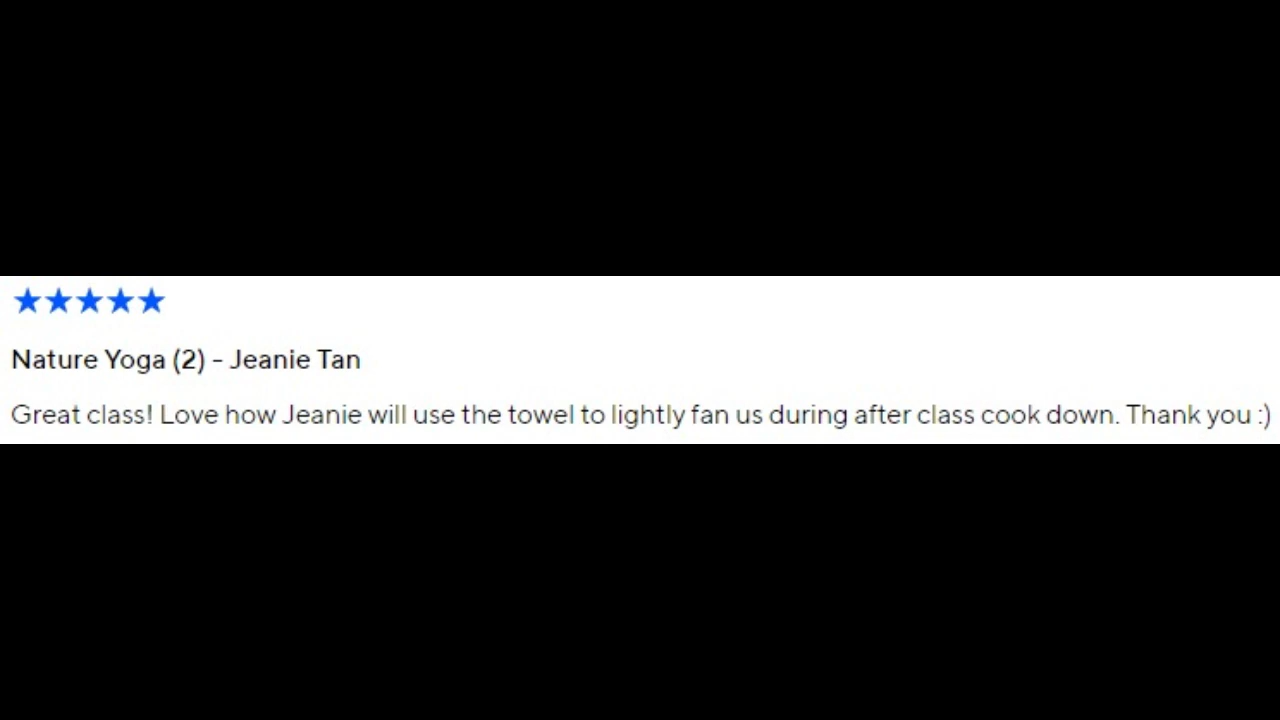 ★★★★★
Nature Yoga (2) - Jeanie Tan
Great class! Love how Jeanie will use the towel to lightly fan us during after class cook down. Thank you :)